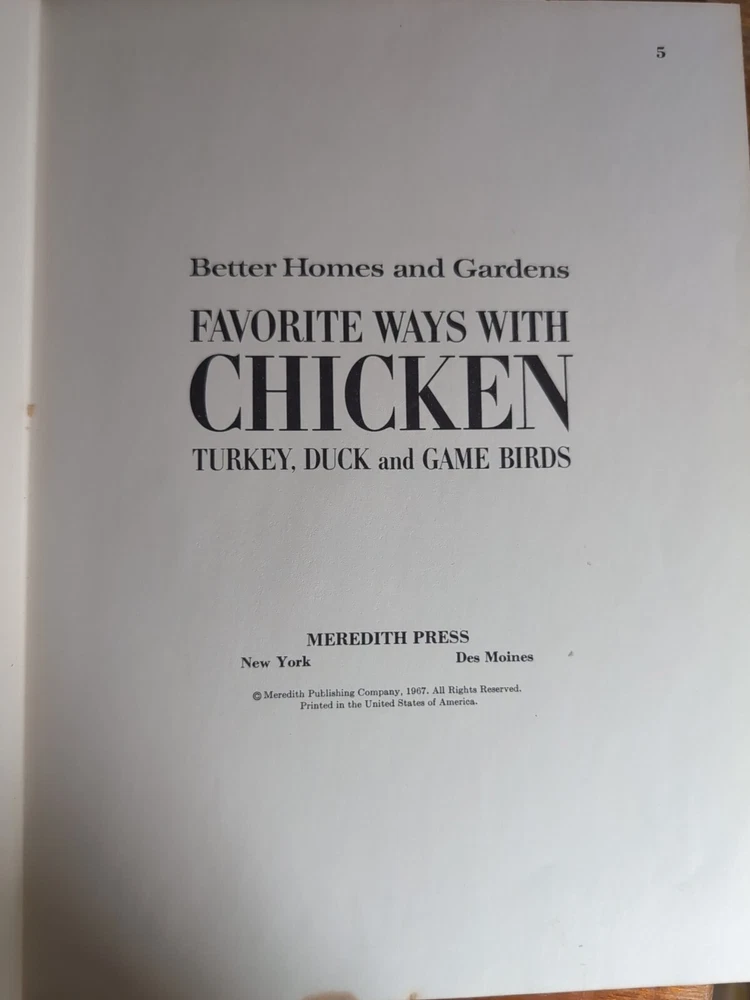 5
Better Homes and Gardens
FAVORITE WAYS WITH
CHICKEN
TURKEY, DUCK and GAME BIRDS
MEREDITH PRESS
New York Des Moines
© Meredith Publishing Company, 1967. All Rights Reserved.
Printed in the United States of America.